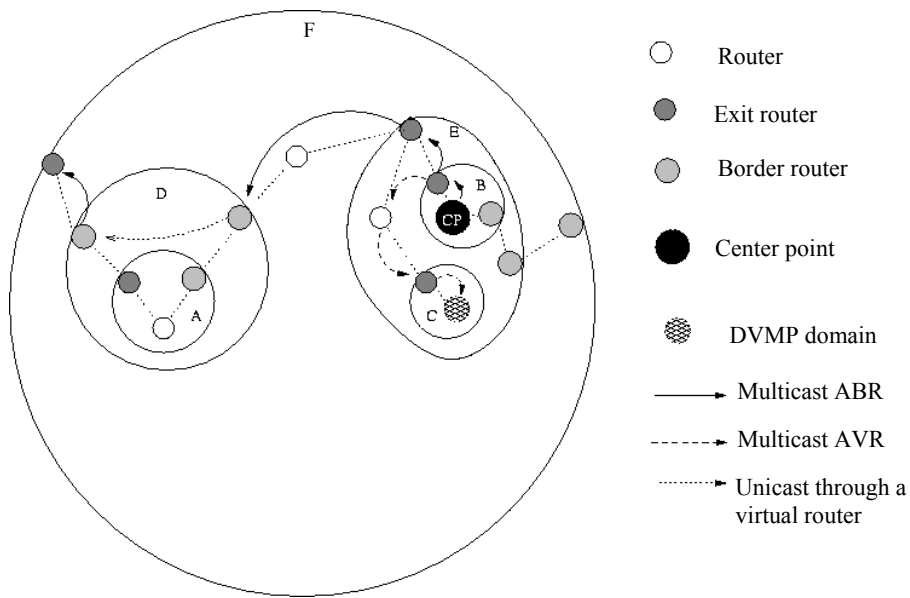 F
Router
Exit router
E
D
B
Border router
CP
Center point
A
C
DVMP domain
Multicast ABR
Multicast AVR
Unicast through a
virtual router